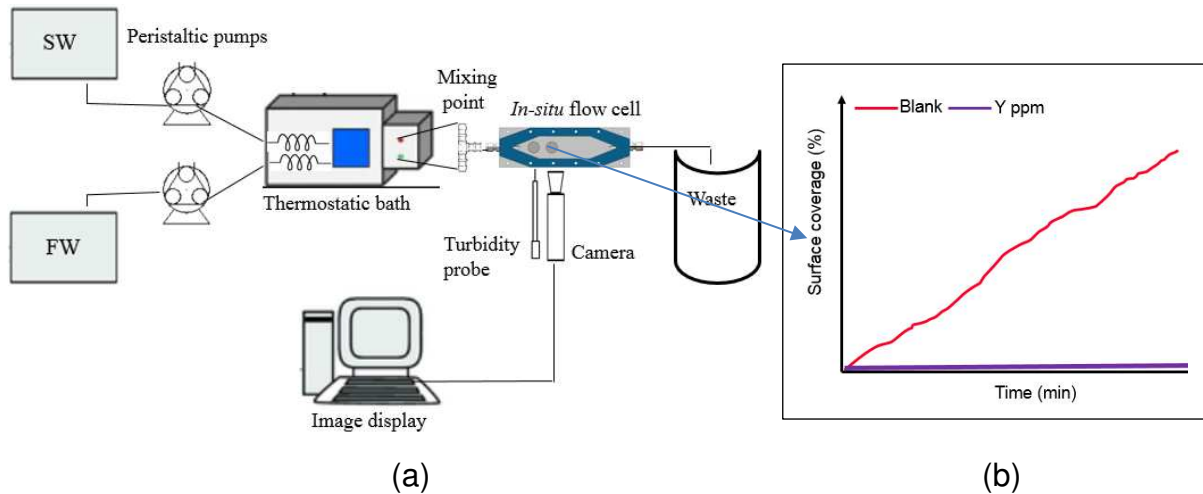 SW
Peristaltic pumps
FW
Thermostatic bath
Mixing
point
In-situ flow cell
Turbidity
probe
Camera
Waste
Image display
(a)
Blank
Y ppm
Surface coverage (%)
Time (min)
(b)